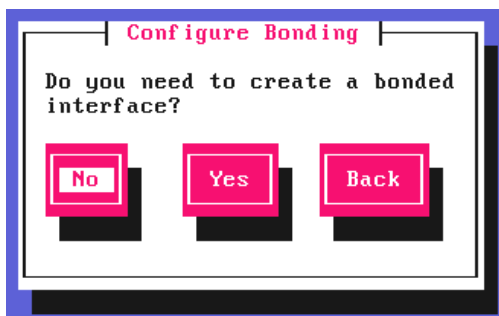 Configure Bonding
Do you need to create a bonded
interface?
No Yes Back